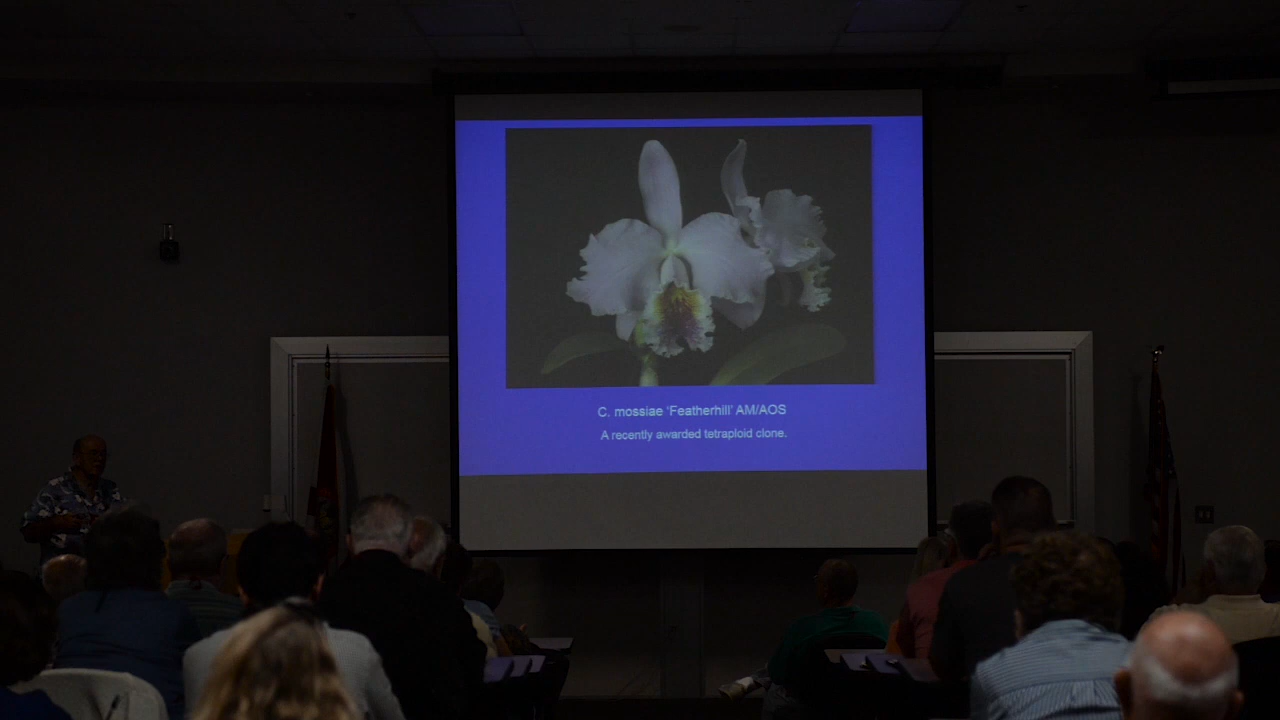 C. mossiae ‘Featherhill’ AM/AOS
A recently awarded tetraploid clone.